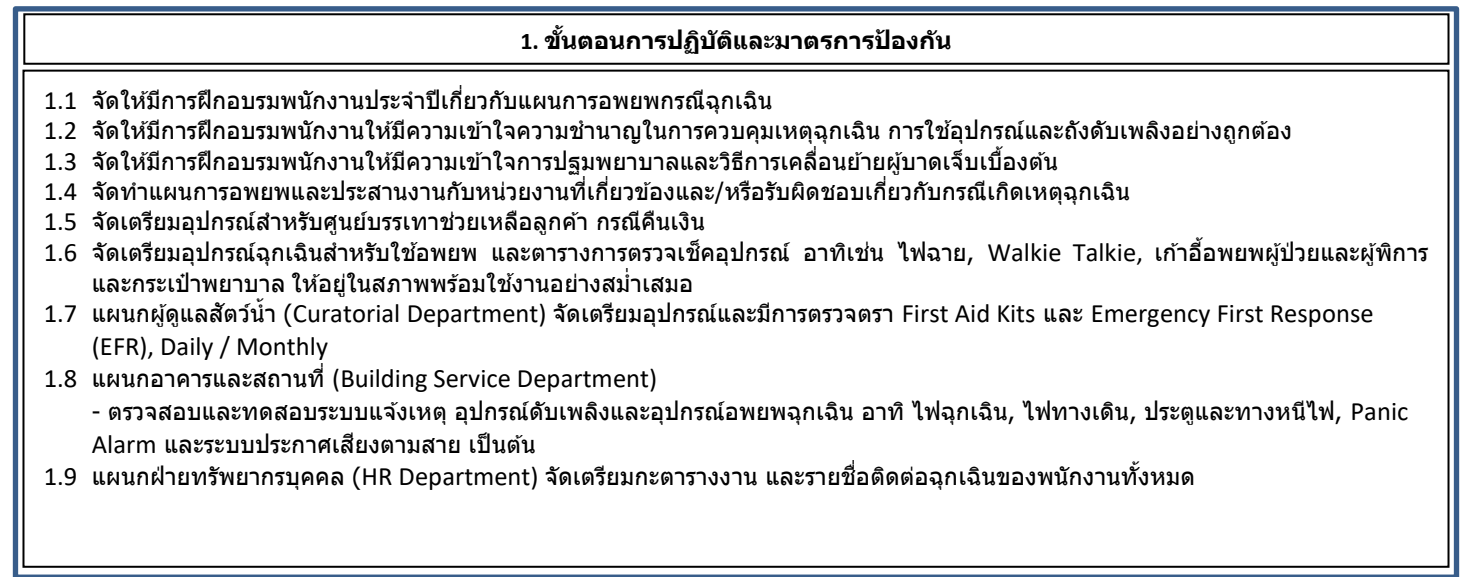 1. ขั้นตอนการปฏิบัติและมาตรการป้องกัน
1.1 จัดให้มีการฝึกอบรมพนักงานประจำปีเกี่ยวกับแผนการอพยพกรณีฉุกเฉิน
1.2 จัดให้มีการฝึกอบรมพนักงานให้มีความเข้าใจความชำนาญในการควบคุมเหตุฉุกเฉิน การใช้อุปกรณ์และถังดับเพลิงอย่างถูกต้อง
1.3 จัดให้มีการฝึกอบรมพนักงานให้มีความเข้าใจการปฐมพยาบาลและวิธีการเคลื่อนย้ายผู้บาดเจ็บเบื้องต้น
1.4 จัดทำแผนการอพยพและประสานงานกับหน่วยงานที่เกี่ยวข้องและ/หรือรับผิดชอบเกี่ยวกับกรณีเกิดเหตุฉุกเฉิน
1.5 จัดเตรียมอุปกรณ์สำหรับศูนย์บรรเทาช่วยเหลือลูกค้า กรณีคืนเงิน
1.6 จัดเตรียมอุปกรณ์ฉุกเฉินสำหรับใช้อพยพ และตารางการตรวจเช็คอุปกรณ์ อาทิเช่น ไฟฉาย, Walkie Talkie, เก้าอี้อพยพผู้ป่วยและผู้พิการ
และกระเป๋าพยาบาล ให้อยู่ในสภาพพร้อมใช้งานอย่างสม่ำเสมอ
1.7 แผนกผู้ดูแลสัตว์น้ำ (Curatorial Department) จัดเตรียมอุปกรณ์และมีการตรวจตรา First Aid Kits และ Emergency First Response
(EFR), Daily / Monthly
1.8 แผนกอาคารและสถานที่ (Building Service Department)
- ตรวจสอบและทดสอบระบบแจ้งเหตุ อุปกรณ์ดับเพลิงและอุปกรณ์อพยพฉุกเฉิน อาทิ ไฟฉุกเฉิน, ไฟทางเดิน, ประตูและทางหนีไฟ, Panic
Alarm และระบบประกาศเสียงตามสาย เป็นต้น
1.9 แผนกฝ่ายทรัพยากรบุคคล (HR Department) จัดเตรียมกะตารางงาน และรายชื่อติดต่อฉุกเฉินของพนักงานทั้งหมด